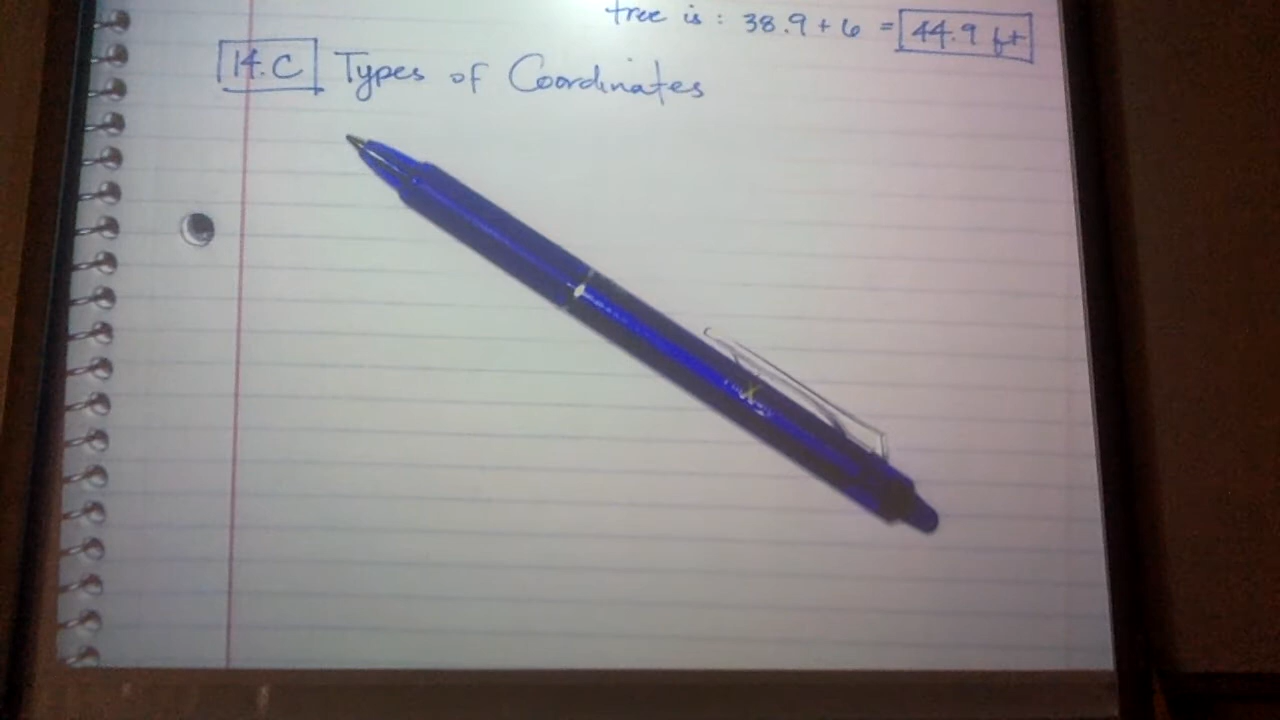 tree is : 38.9 + 6 = 44.9 ft
14.C Types of Coordinates